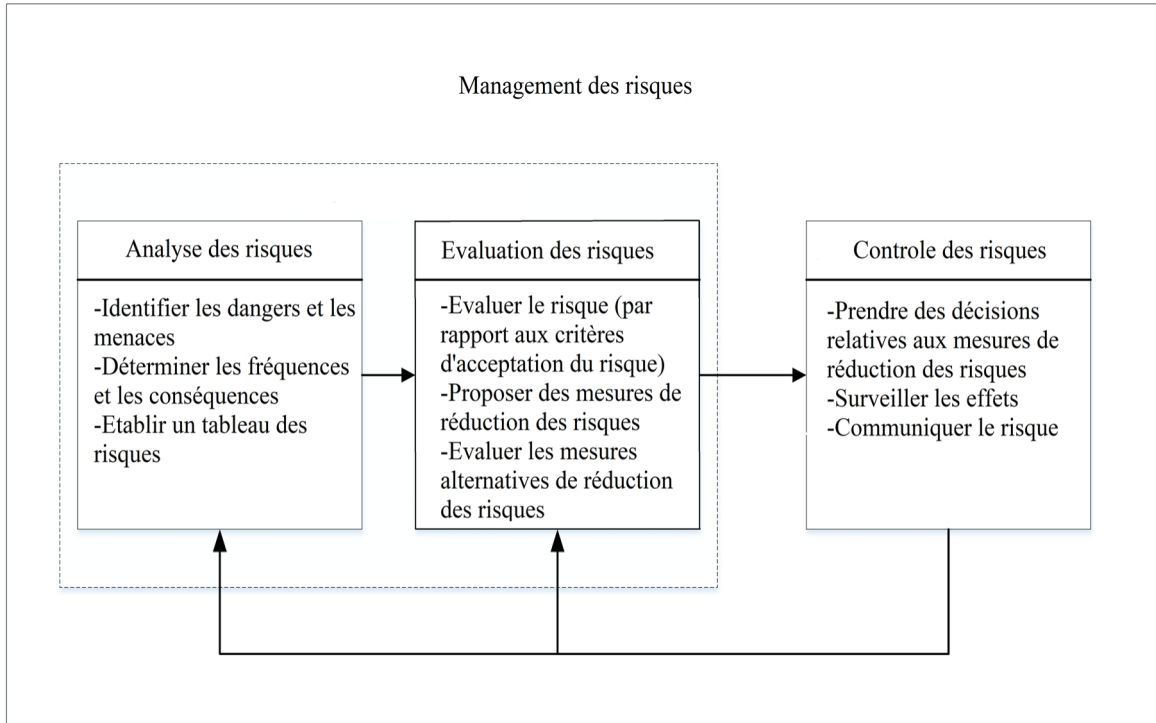 Management des risques
Analyse des risques
-Identifier les dangers et les
menaces
-Déterminer les fréquences
et les conséquences
-Etablir un tableau des
risques
Evaluation des risques
-Evaluer le risque (par
rapport aux critères
d'acceptation du risque)
-Proposer des mesures de
réduction des risques
-Evaluer les mesures
alternatives de réduction
des risques
Controle des risques
-Prendre des décisions
relatives aux mesures de
réduction des risques
-Surveiller les effets
-Communiquer le risque